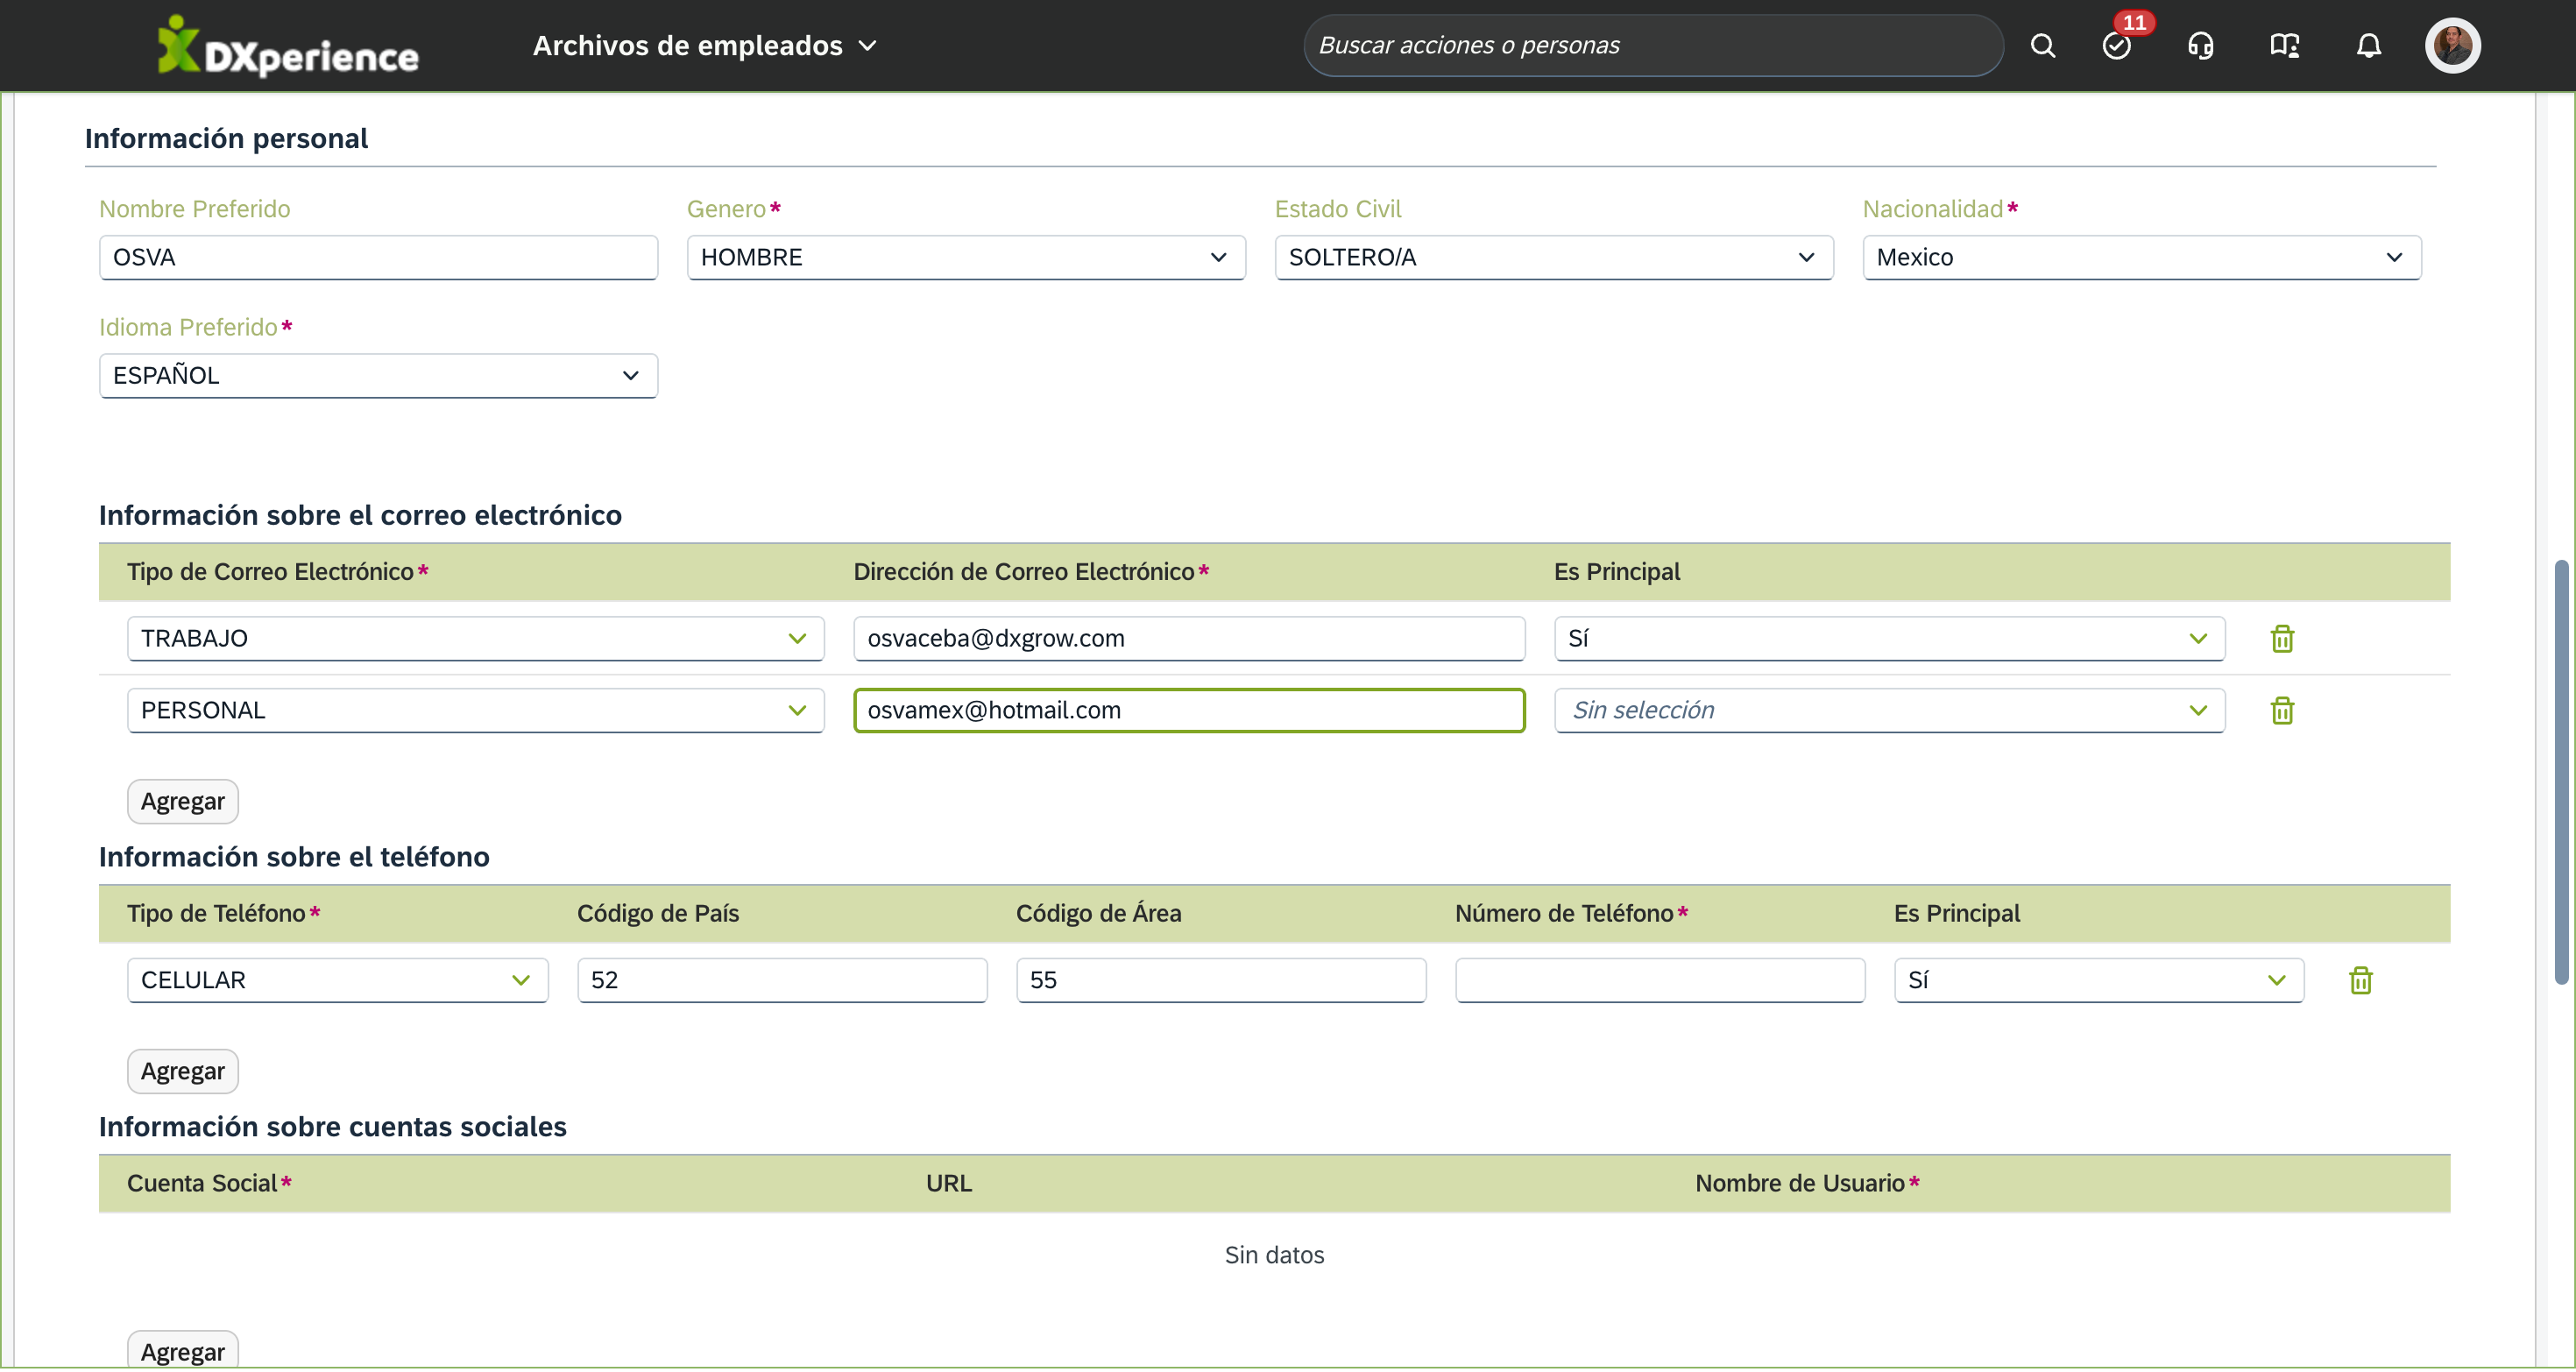 DXperience
Archivos de empleados
Buscar acciones o personas
11
Información personal
Nombre Preferido Genero* Estado Civil Nacionalidad*
OSVA HOMBRE SOLTERO/A Mexico
Idioma Preferido*
ESPAÑOL
Información sobre el correo electrónico
Tipo de Correo Electrónico* Dirección de Correo Electrónico* Es Principal
TRABAJO osvaceba@dxgrow.com Sí
PERSONAL osvamex@hotmail.com Sin selección
Agregar
Información sobre el teléfono
Tipo de Teléfono* Código de País Código de Área Número de Teléfono* Es Principal
CELULAR 52 55 Sí
Agregar
Información sobre cuentas sociales
Cuenta Social* URL Nombre de Usuario*
Sin datos
Agregar